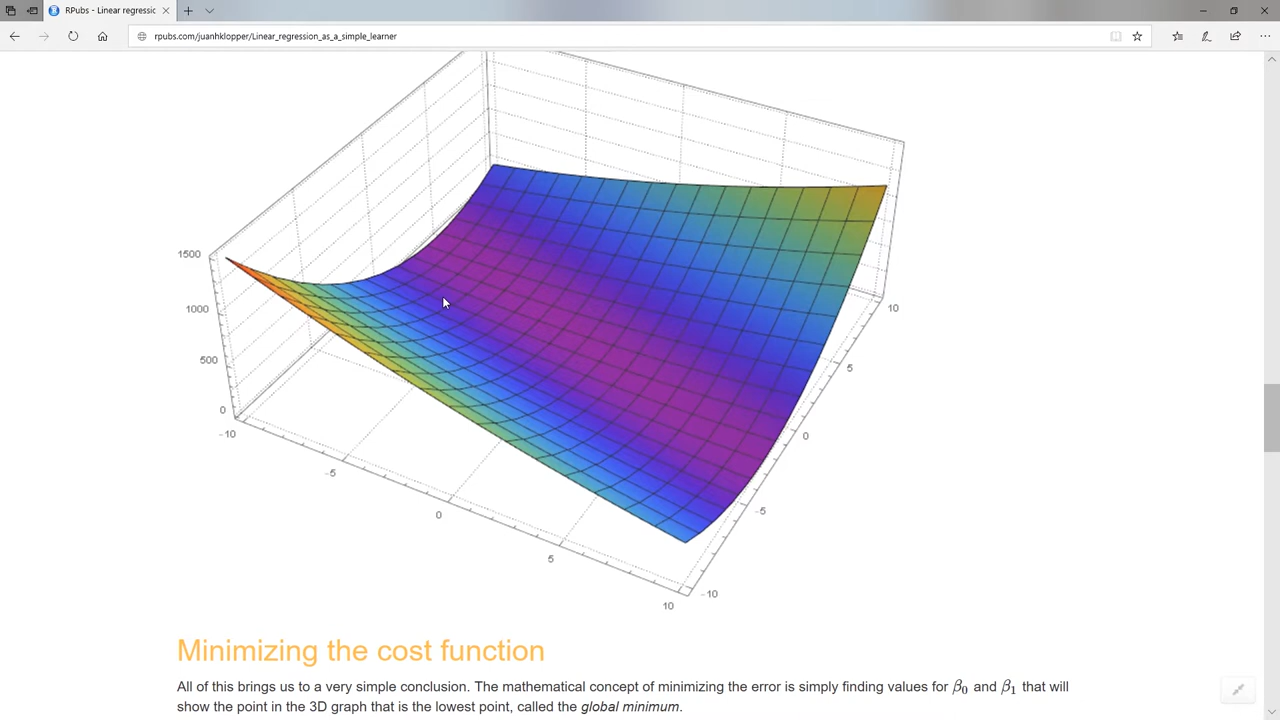 RPubs - Linear regressic
rpubs.com/juanhklopper/Linear_regression_as_a_simple_learner
1500
1000
500
0
-10
-5
0
5
10
10
5
0
-5
-10
Minimizing the cost function
All of this brings us to a very simple conclusion. The mathematical concept of minimizing the error is simply finding values for β₀ and β₁ that will
show the point in the 3D graph that is the lowest point, called the global minimum.